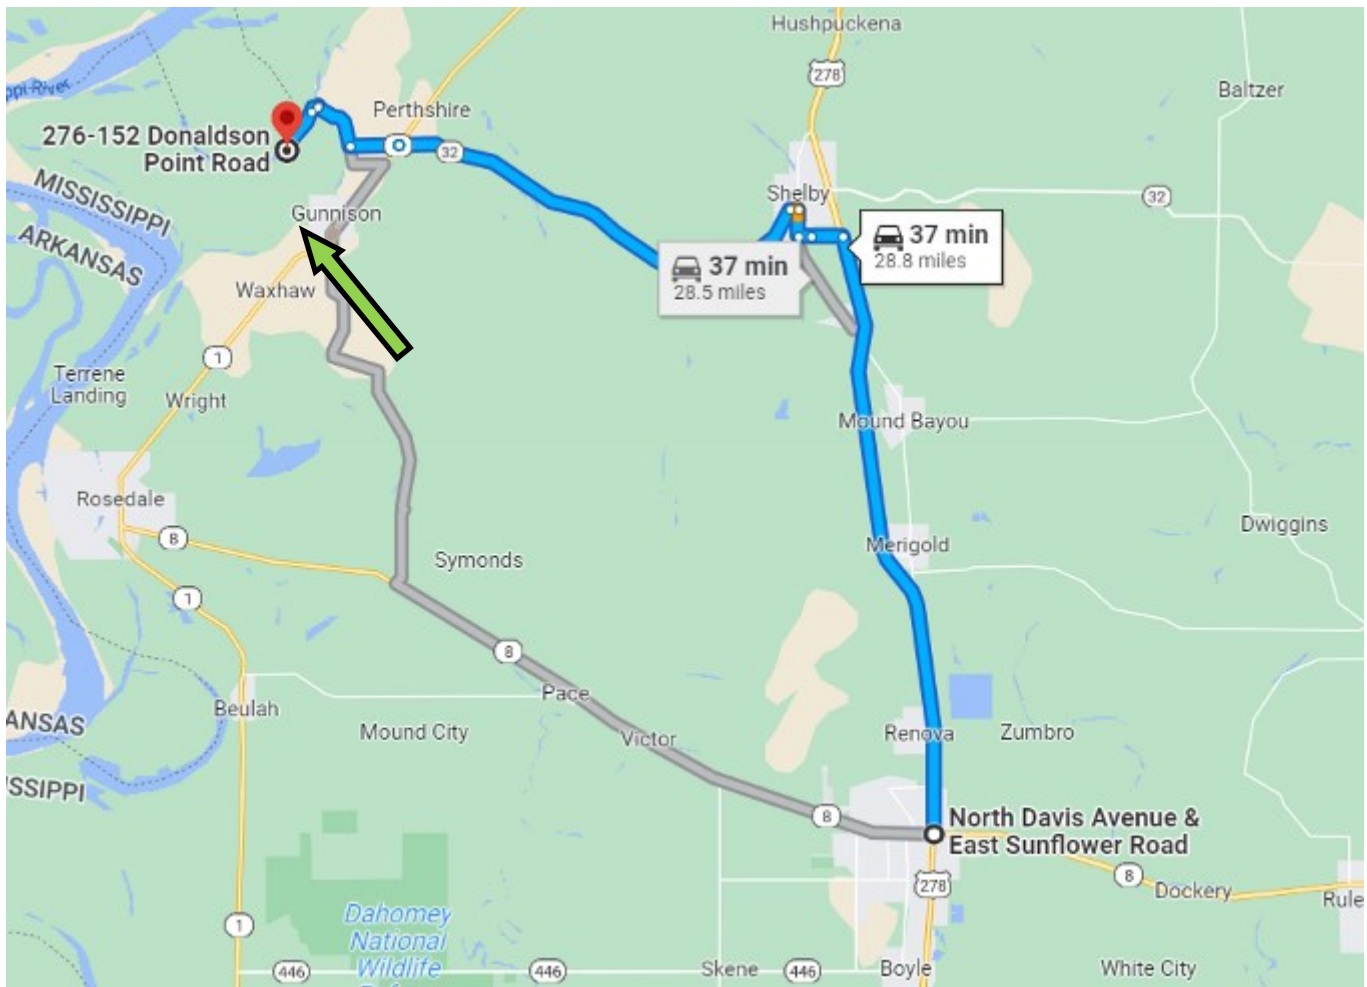 Hushpuckena
278
Baltzer
ppi River
Perthshire
276-152 Donaldson
Point Road
32
MISSISSIPPI
Shelby
32
Gunnison
ARKANSAS
37 min
28.8 miles
37 min
28.5 miles
Waxhaw
1
Terrene
Landing
Wright
Mound Bayou
Rosedale
8
Dwiggins
Merigold
Symonds
1
8
Pace
Beulah
ANSAS
Mound City
Victor
Renova
Zumbro
SSIPPI
8
North Davis Avenue &
East Sunflower Road
8
278
Dockery
Rule
1
Dahomey
National
Wildlife
446
446
Skene
446
Boyle
White City